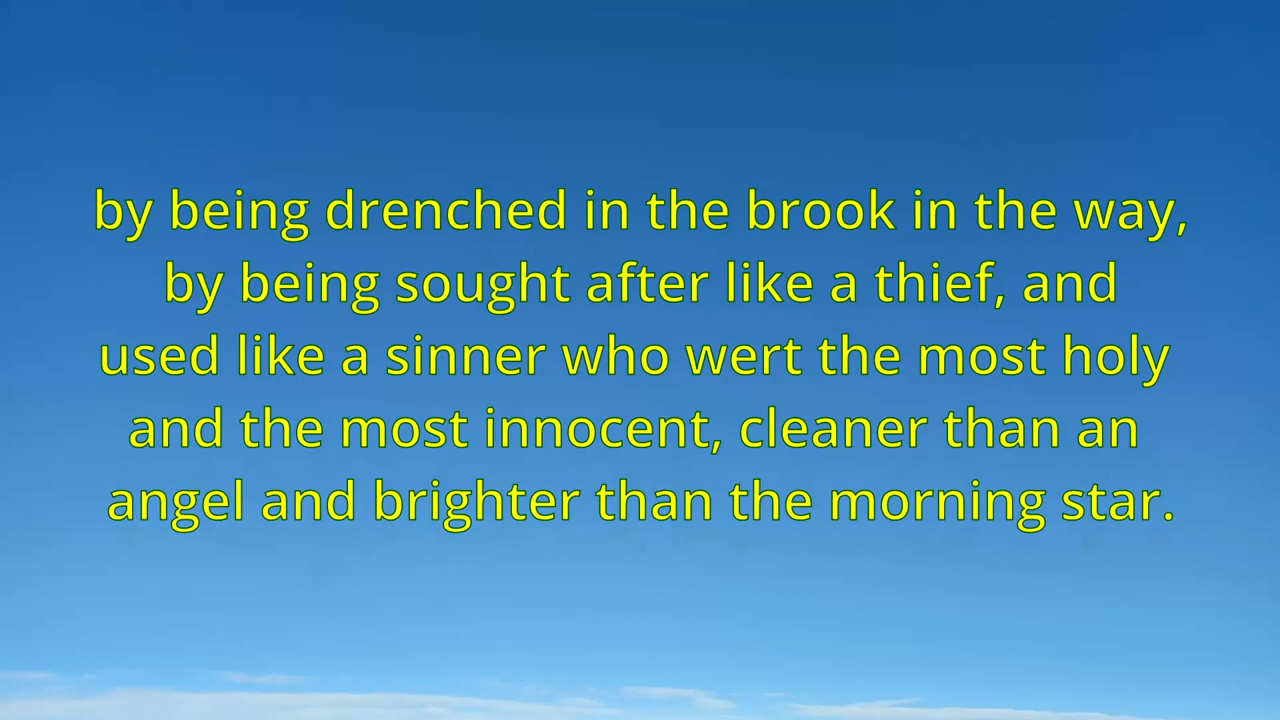 by being drenched in the brook in the way,
by being sought after like a thief, and
used like a sinner who wert the most holy
and the most innocent, cleaner than an
angel and brighter than the morning star.